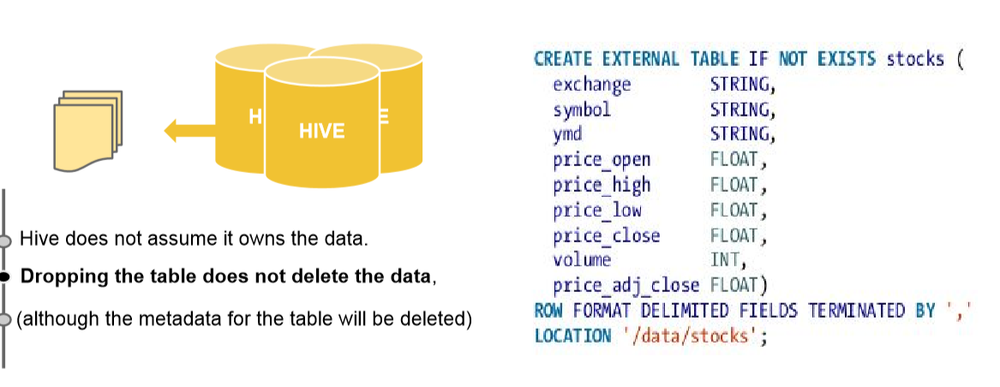 HIVE
H
E
Hive does not assume it owns the data.
Dropping the table does not delete the data,
(although the metadata for the table will be deleted)
CREATE EXTERNAL TABLE IF NOT EXISTS stocks (
exchange STRING,
symbol STRING,
ymd STRING,
price_open FLOAT,
price_high FLOAT,
price_low FLOAT,
price_close FLOAT,
volume INT,
price_adj_close FLOAT)
ROW FORMAT DELIMITED FIELDS TERMINATED BY ','
LOCATION '/data/stocks';